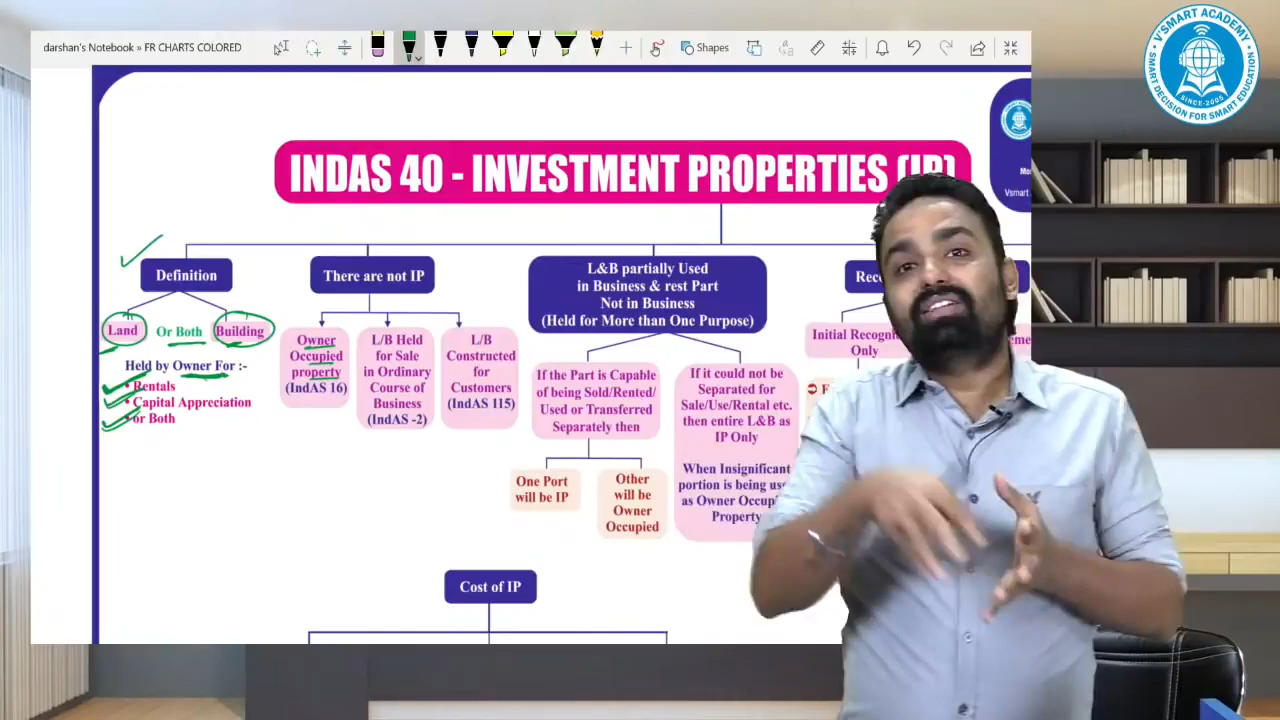 darshan's Notebook » FR CHARTS COLORED
Shapes
V'SMART ACADEMY
SMART DECISION FOR SMART EDUCATION
SINCE-2005
INDAS 40 - INVESTMENT PROPERTIES (IP)
Vsmart
Definition
Land
Or Both
Building
Held by Owner For :-
• Rentals
• Capital Appreciation
• or Both
There are not IP
Owner
Occupied
property
(IndAS 16)
L/B Held
for Sale
in Ordinary
Course of
Business
(IndAS -2)
L/B
Constructed
for
Customers
(IndAS 115)
L&B partially Used
in Business & rest Part
Not in Business
(Held for More than One Purpose)
If the Part is Capable
of being Sold/Rented/
Used or Transferred
Separately then
One Port
will be IP
Other
will be
Owner
Occupied
If it could not be
Separated for
Sale/Use/Rental etc.
then entire L&B as
IP Only
When Insignificant
portion is being
as Owner
Property
Initial
Only
Cost of IP